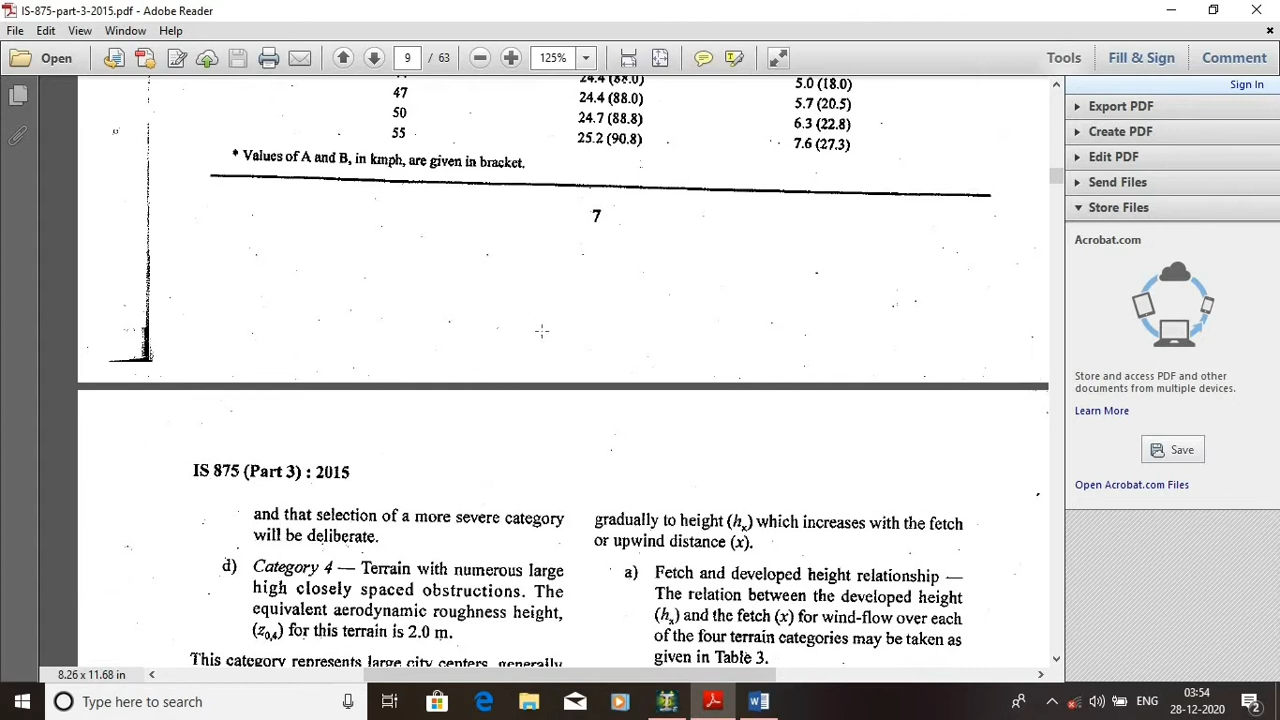 IS-875-part-3-2015.pdf - Adobe Reader
File Edit View Window Help
Open 9 / 63 125% Tools Fill & Sign Comment
Sign In
Export PDF
Create PDF
Edit PDF
Send Files
Store Files
Acrobat.com
Store and access PDF and other
documents from multiple devices.
Learn More
Save
Open Acrobat.com Files
24.4 (88.0) 5.0 (18.0)
47 24.4 (88.0) 5.7 (20.5)
50 24.7 (88.8) 6.3 (22.8)
55 25.2 (90.8) 7.6 (27.3)
* Values of A and B, in kmph, are given in bracket.
7
IS 875 (Part 3) : 2015
and that selection of a more severe category
will be deliberate.
d) Category 4 — Terrain with numerous large
high closely spaced obstructions. The
equivalent aerodynamic roughness height,
(z0,4) for this terrain is 2.0 m.
This category represents large city centers, generally
gradually to height (hx) which increases with the fetch
or upwind distance (x).
a) Fetch and developed height relationship —
The relation between the developed height
(hx) and the fetch (x) for wind-flow over each
of the four terrain categories may be taken as
given in Table 3.
8.26 x 11.68 in
Type here to search
ENG
03:54
28-12-2020
2